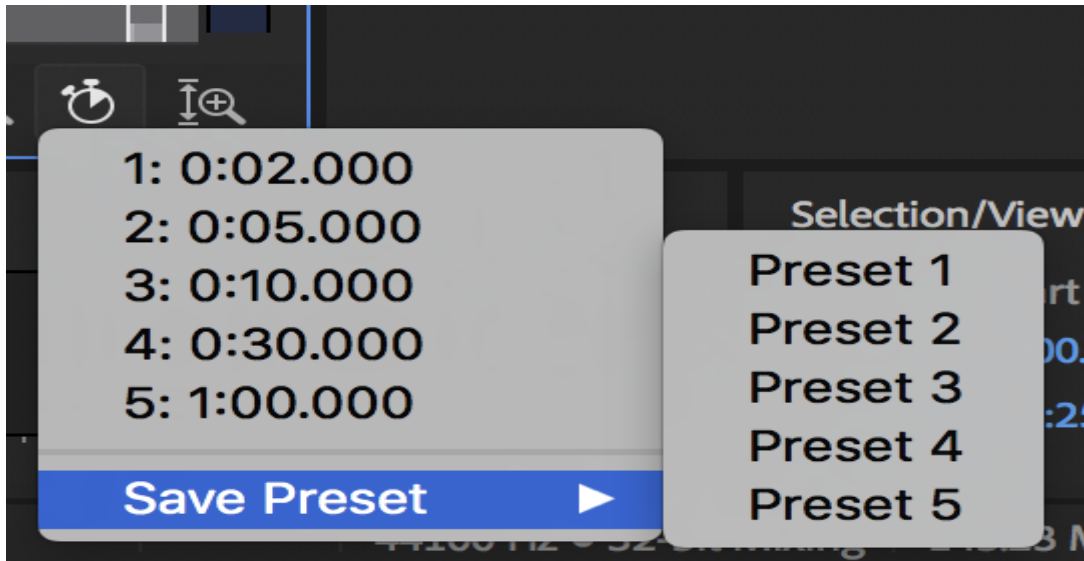 1: 0:02.000
2: 0:05.000
3: 0:10.000
4: 0:30.000
5: 1:00.000
Save Preset
Selection/View
Preset 1
Preset 2
Preset 3
Preset 4
Preset 5